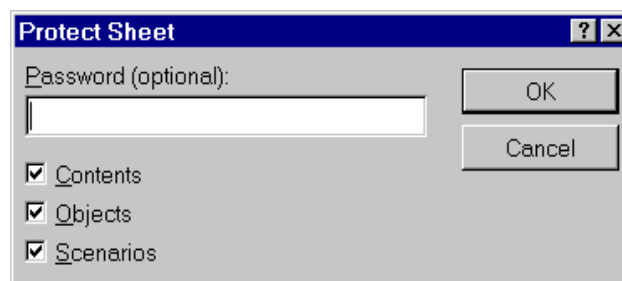 Protect Sheet
Password (optional):
OK
Cancel
Contents
Objects
Scenarios